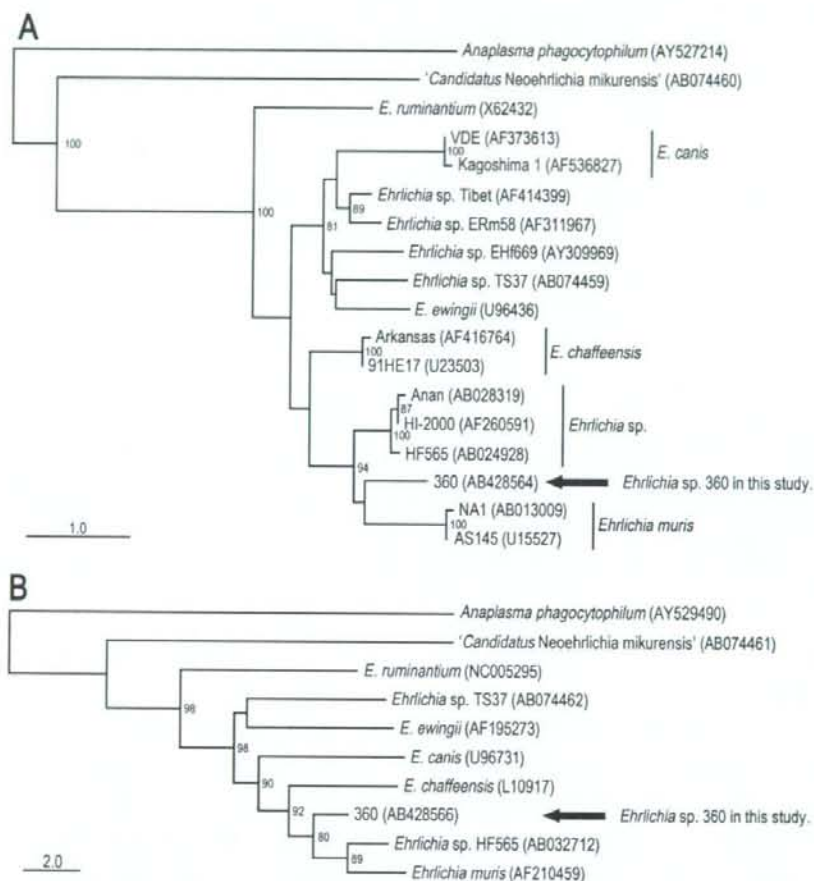 A
Anaplasma phagocytophilum (AY527214)
'Candidatus Neoehrlichia mikurensis' (AB074460)
100
E. ruminantium (X62432)
100
VDE (AF373613)
100
Kagoshima 1 (AF536827)
E. canis
Ehrlichia sp. Tibet (AF414399)
89
Ehrlichia sp. ERm58 (AF311967)
81
Ehrlichia sp. EHf669 (AY309969)
Ehrlichia sp. TS37 (AB074459)
E. ewingii (U96436)
Arkansas (AF416764)
100
91HE17 (U23503)
E. chaffeensis
Anan (AB028319)
87
HI-2000 (AF260591)
100
HF565 (AB024928)
Ehrlichia sp.
94
360 (AB428564)
Ehrlichia sp. 360 in this study.
NA1 (AB013009)
100
AS145 (U15527)
Ehrlichia muris
1.0
B
Anaplasma phagocytophilum (AY529490)
'Candidatus Neoehrlichia mikurensis' (AB074461)
E. ruminantium (NC005295)
98
Ehrlichia sp. TS37 (AB074462)
98
E. ewingii (AF195273)
E. canis (U96731)
90
E. chaffeensis (L10917)
92
360 (AB428566)
Ehrlichia sp. 360 in this study.
80
Ehrlichia sp. HF565 (AB032712)
89
Ehrlichia muris (AF210459)
2.0